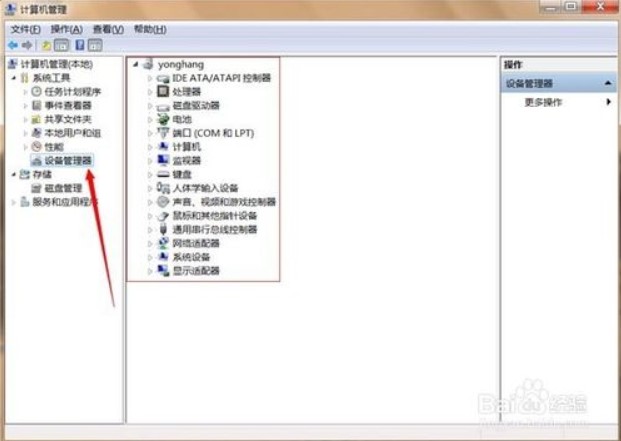 计算机管理
文件(F) 操作(A) 查看(V) 帮助(H)
计算机管理(本地)
系统工具
任务计划程序
事件查看器
共享文件夹
本地用户和组
性能
设备管理器
存储
磁盘管理
服务和应用程序
yonghang
IDE ATA/ATAPI 控制器
处理器
磁盘驱动器
电池
端口 (COM 和 LPT)
计算机
监视器
键盘
人体学输入设备
声音、视频和游戏控制器
鼠标和其他指针设备
通用串行总线控制器
网络适配器
系统设备
显示适配器
操作
设备管理器
更多操作
Baidu 经验